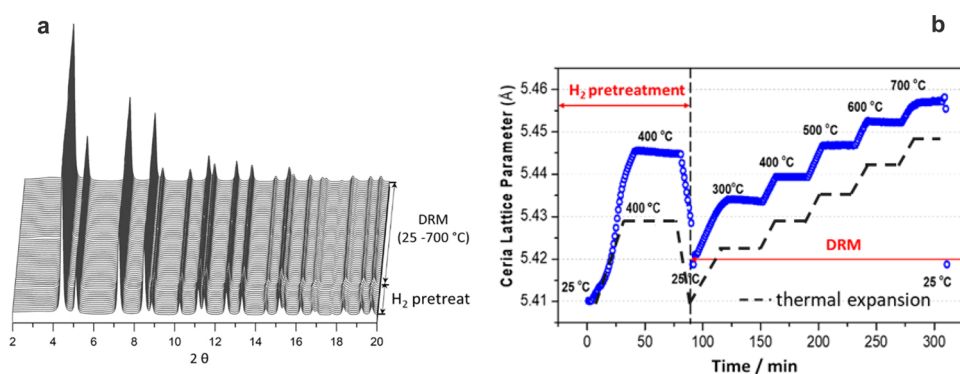 a
DRM
(25 -700 °C)
H2 pretreat
2 4 6 8 10 12 14 16 18 20
2 θ
b
Ceria Lattice Parameter (Å)
5.46
5.45
5.44
5.43
5.42
5.41
H2 pretreatment
400 °C
400 °C
25 °C
25 °C
300°C
400 °C
500 °C
600 °C
700 °C
DRM
25 °C
thermal expansion
0 50 100 150 200 250 300
Time / min